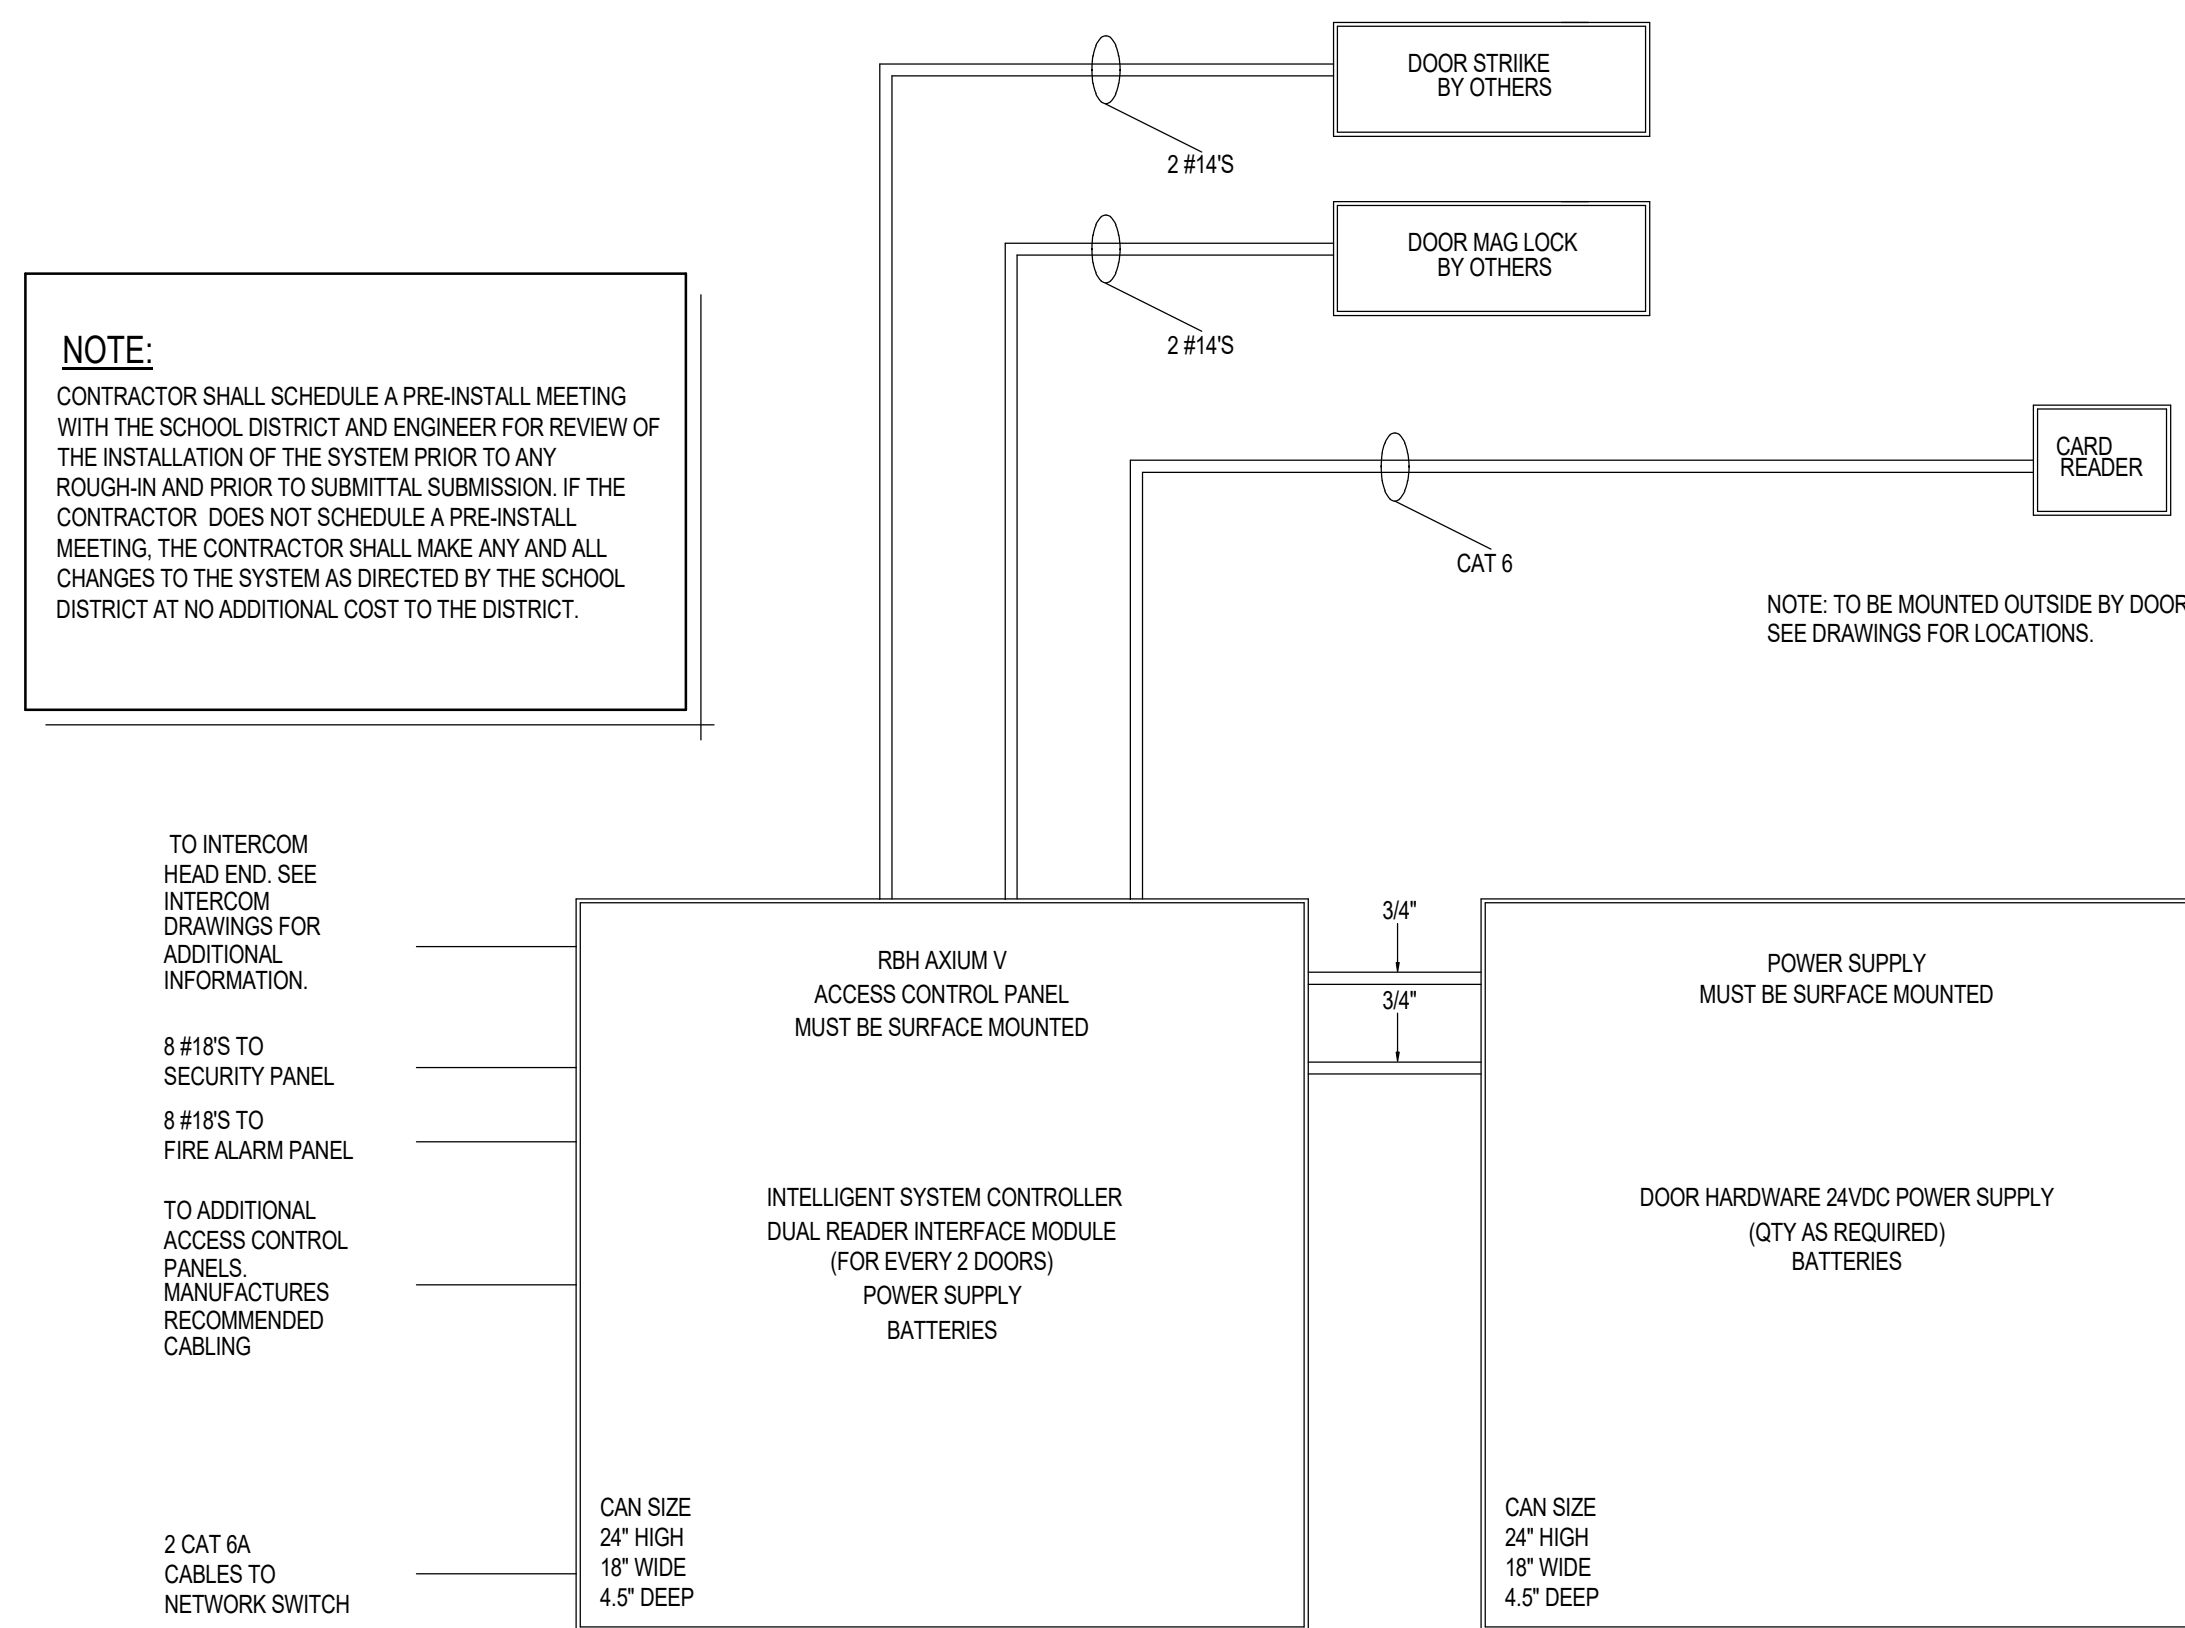 DOOR STRIIKE
BY OTHERS
2 #14'S
DOOR MAG LOCK
BY OTHERS
2 #14'S
NOTE:
CONTRACTOR SHALL SCHEDULE A PRE-INSTALL MEETING
WITH THE SCHOOL DISTRICT AND ENGINEER FOR REVIEW OF
THE INSTALLATION OF THE SYSTEM PRIOR TO ANY
ROUGH-IN AND PRIOR TO SUBMITTAL SUBMISSION. IF THE
CONTRACTOR DOES NOT SCHEDULE A PRE-INSTALL
MEETING, THE CONTRACTOR SHALL MAKE ANY AND ALL
CHANGES TO THE SYSTEM AS DIRECTED BY THE SCHOOL
DISTRICT AT NO ADDITIONAL COST TO THE DISTRICT.
CARD
READER
CAT 6
NOTE: TO BE MOUNTED OUTSIDE BY DOOR
SEE DRAWINGS FOR LOCATIONS.
TO INTERCOM
HEAD END. SEE
INTERCOM
DRAWINGS FOR
ADDITIONAL
INFORMATION.
8 #18'S TO
SECURITY PANEL
8 #18'S TO
FIRE ALARM PANEL
TO ADDITIONAL
ACCESS CONTROL
PANELS.
MANUFACTURES
RECOMMENDED
CABLING
2 CAT 6A
CABLES TO
NETWORK SWITCH
RBH AXIUM V
ACCESS CONTROL PANEL
MUST BE SURFACE MOUNTED
INTELLIGENT SYSTEM CONTROLLER
DUAL READER INTERFACE MODULE
(FOR EVERY 2 DOORS)
POWER SUPPLY
BATTERIES
CAN SIZE
24" HIGH
18" WIDE
4.5" DEEP
3/4"
3/4"
POWER SUPPLY
MUST BE SURFACE MOUNTED
DOOR HARDWARE 24VDC POWER SUPPLY
(QTY AS REQUIRED)
BATTERIES
CAN SIZE
24" HIGH
18" WIDE
4.5" DEEP